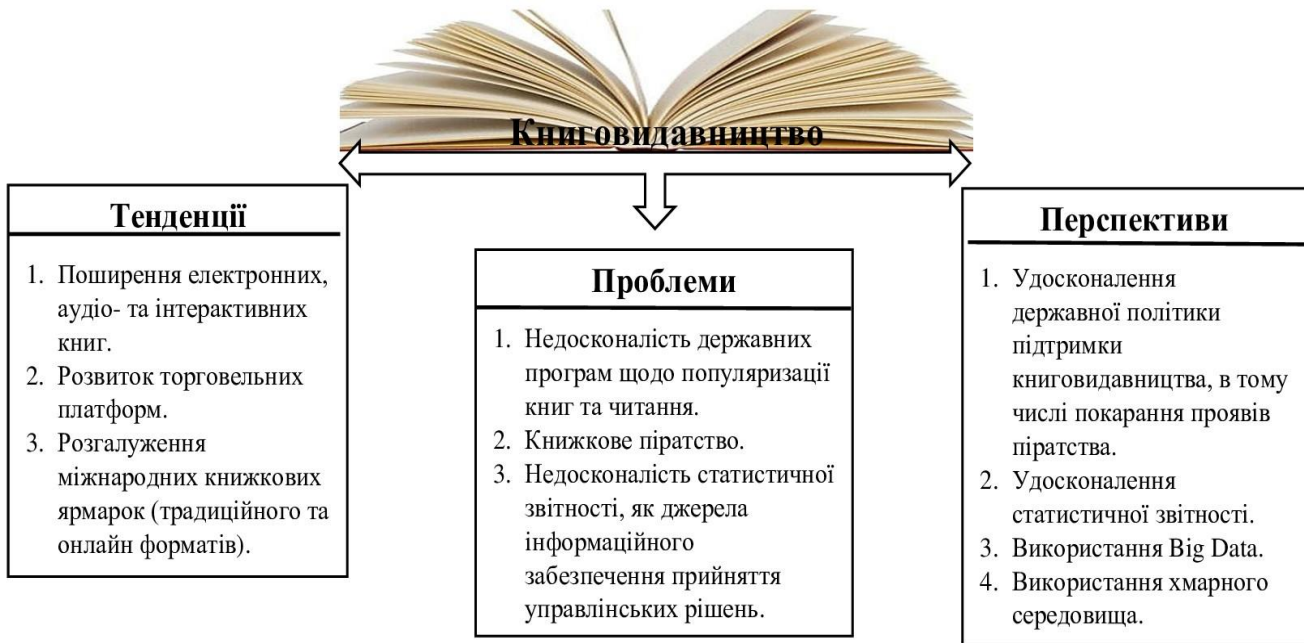 Книговидавництво
Тенденції
1. Поширення електронних,
аудіо- та інтерактивних
книг.
2. Розвиток торговельних
платформ.
3. Розгалуження
міжнародних книжкових
ярмарок (традиційного та
онлайн форматів).
Проблеми
1. Недосконалість державних
програм щодо популяризації
книг та читання.
2. Книжкове піратство.
3. Недосконалість статистичної
звітності, як джерела
інформаційного
забезпечення прийняття
управлінських рішень.
Перспективи
1. Удосконалення
державної політики
підтримки
книговидавництва, в тому
числі покарання проявів
піратства.
2. Удосконалення
статистичної звітності.
3. Використання Big Data.
4. Використання хмарного
середовища.